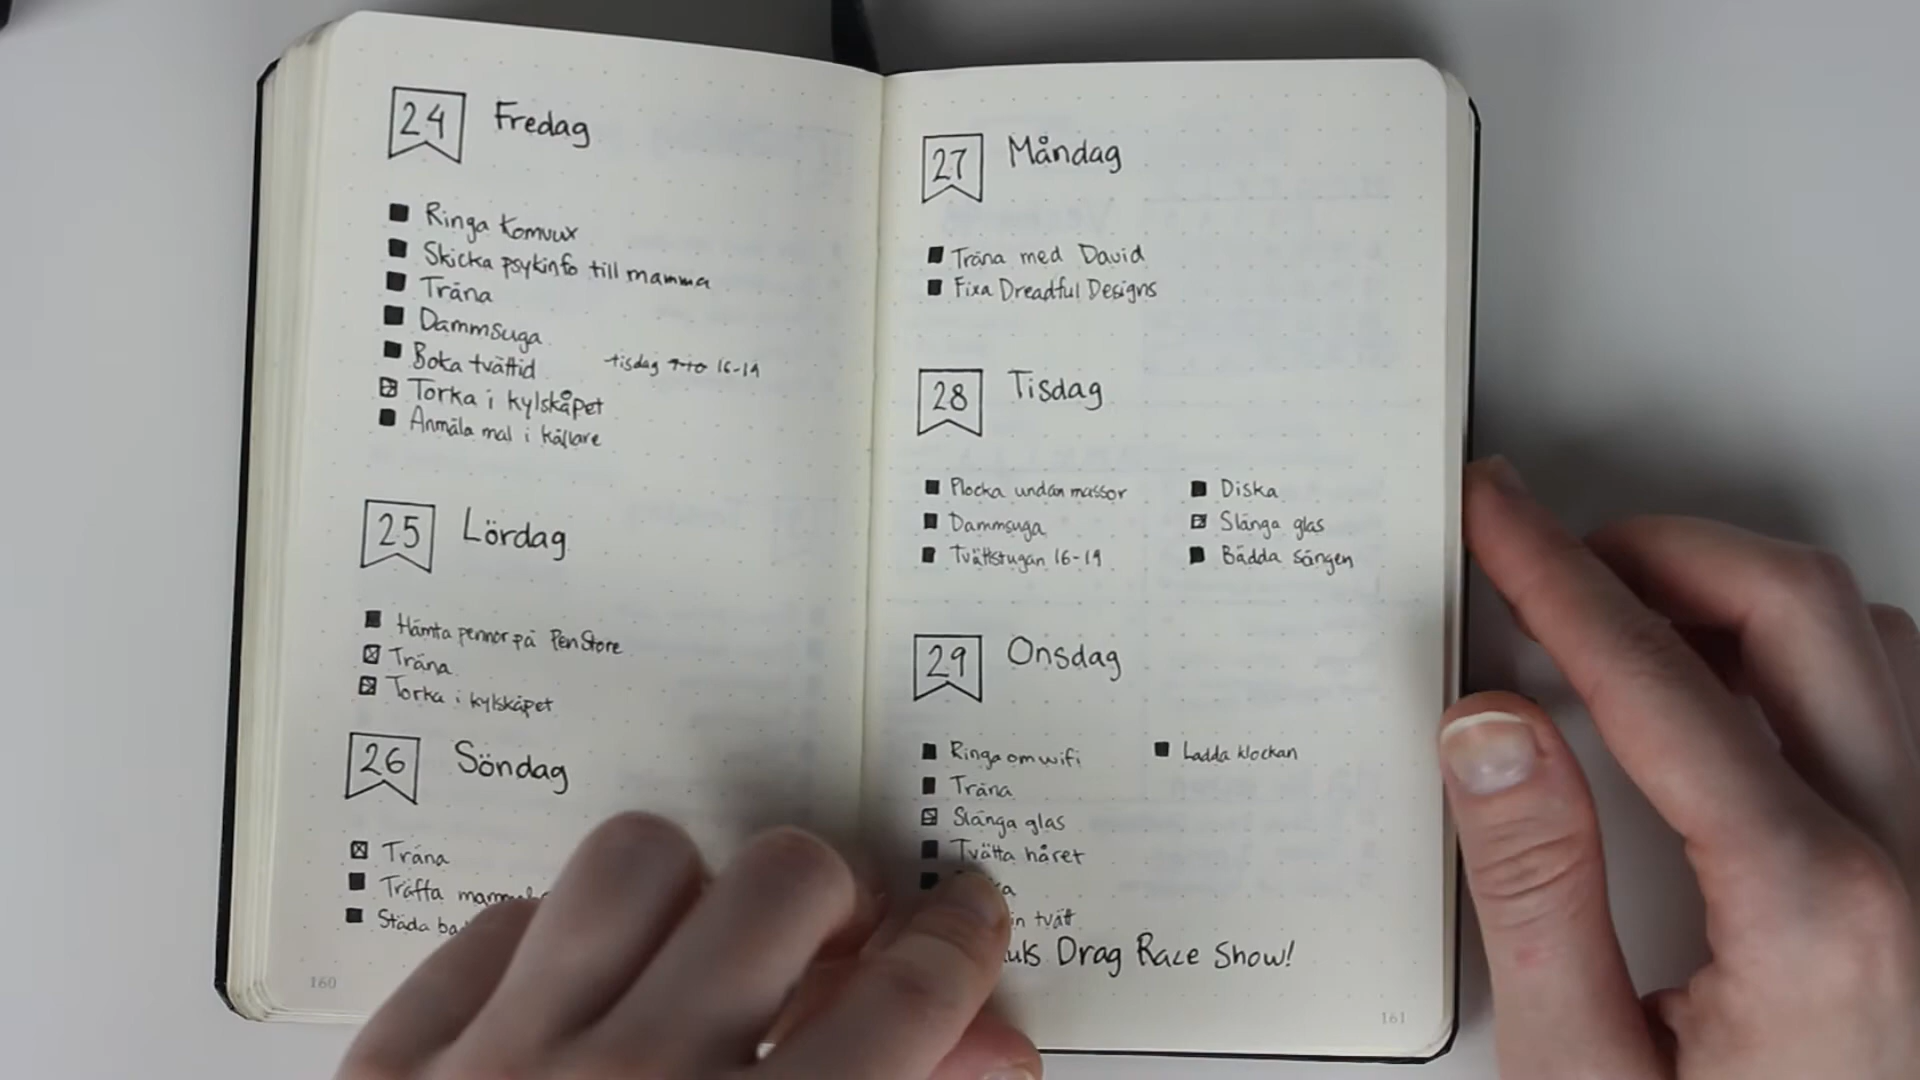 24 Fredag
Ringa Komvux
Skicka psykinfo till mamma
Träna
Dammsuga
Boka tvättid tisdag 16-19
Torka i kylskåpet
Anmäla mal i källare
25 Lördag
Hämta pennor på PenStore
Träna
Torka i kylskåpet
26 Söndag
Träna
Träffa
Städa
160
27 Måndag
Träna med David
Fixa Dreadful Designs
28 Tisdag
Plocka undan massor
Dammsuga
Tvättstugan 16-19
Diska
Slänga glas
Bädda sängen
29 Onsdag
Ringa om wifi
Träna
Slänga glas
Tvätta håret
Ladda klockan
in tvätt
Drag Race Show!
161